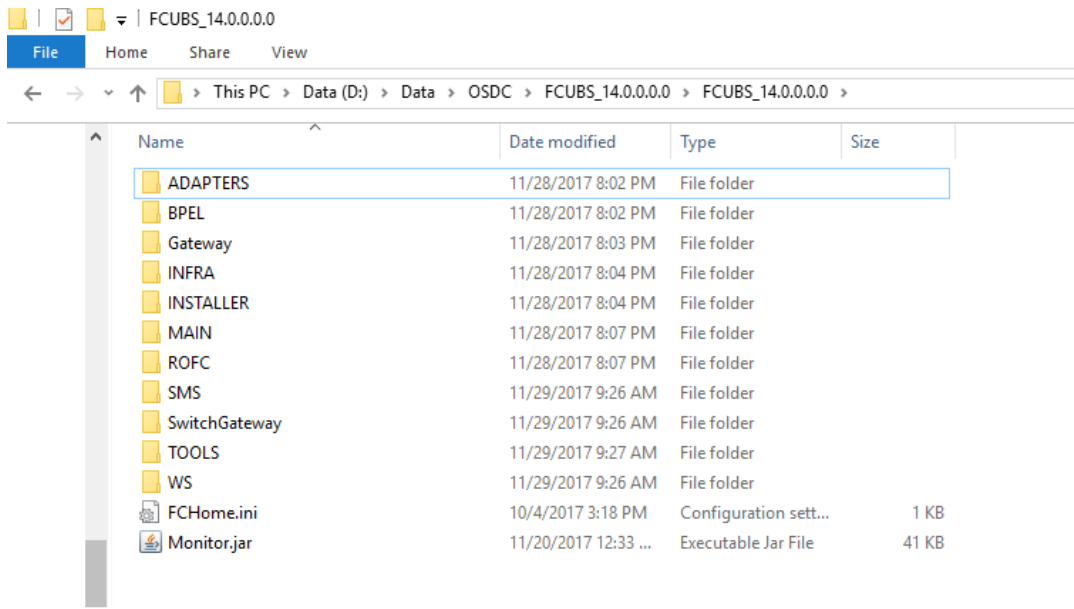 FCUBS_14.0.0.0.0
File Home Share View
This PC > Data (D:) > Data > OSDC > FCUBS_14.0.0.0.0 > FCUBS_14.0.0.0.0 >
Name Date modified Type Size
ADAPTERS 11/28/2017 8:02 PM File folder
BPEL 11/28/2017 8:02 PM File folder
Gateway 11/28/2017 8:03 PM File folder
INFRA 11/28/2017 8:04 PM File folder
INSTALLER 11/28/2017 8:04 PM File folder
MAIN 11/28/2017 8:07 PM File folder
ROFC 11/28/2017 8:07 PM File folder
SMS 11/29/2017 9:26 AM File folder
SwitchGateway 11/29/2017 9:26 AM File folder
TOOLS 11/29/2017 9:27 AM File folder
WS 11/29/2017 9:26 AM File folder
FCHome.ini 10/4/2017 3:18 PM Configuration sett... 1 KB
Monitor.jar 11/20/2017 12:33 ... Executable Jar File 41 KB